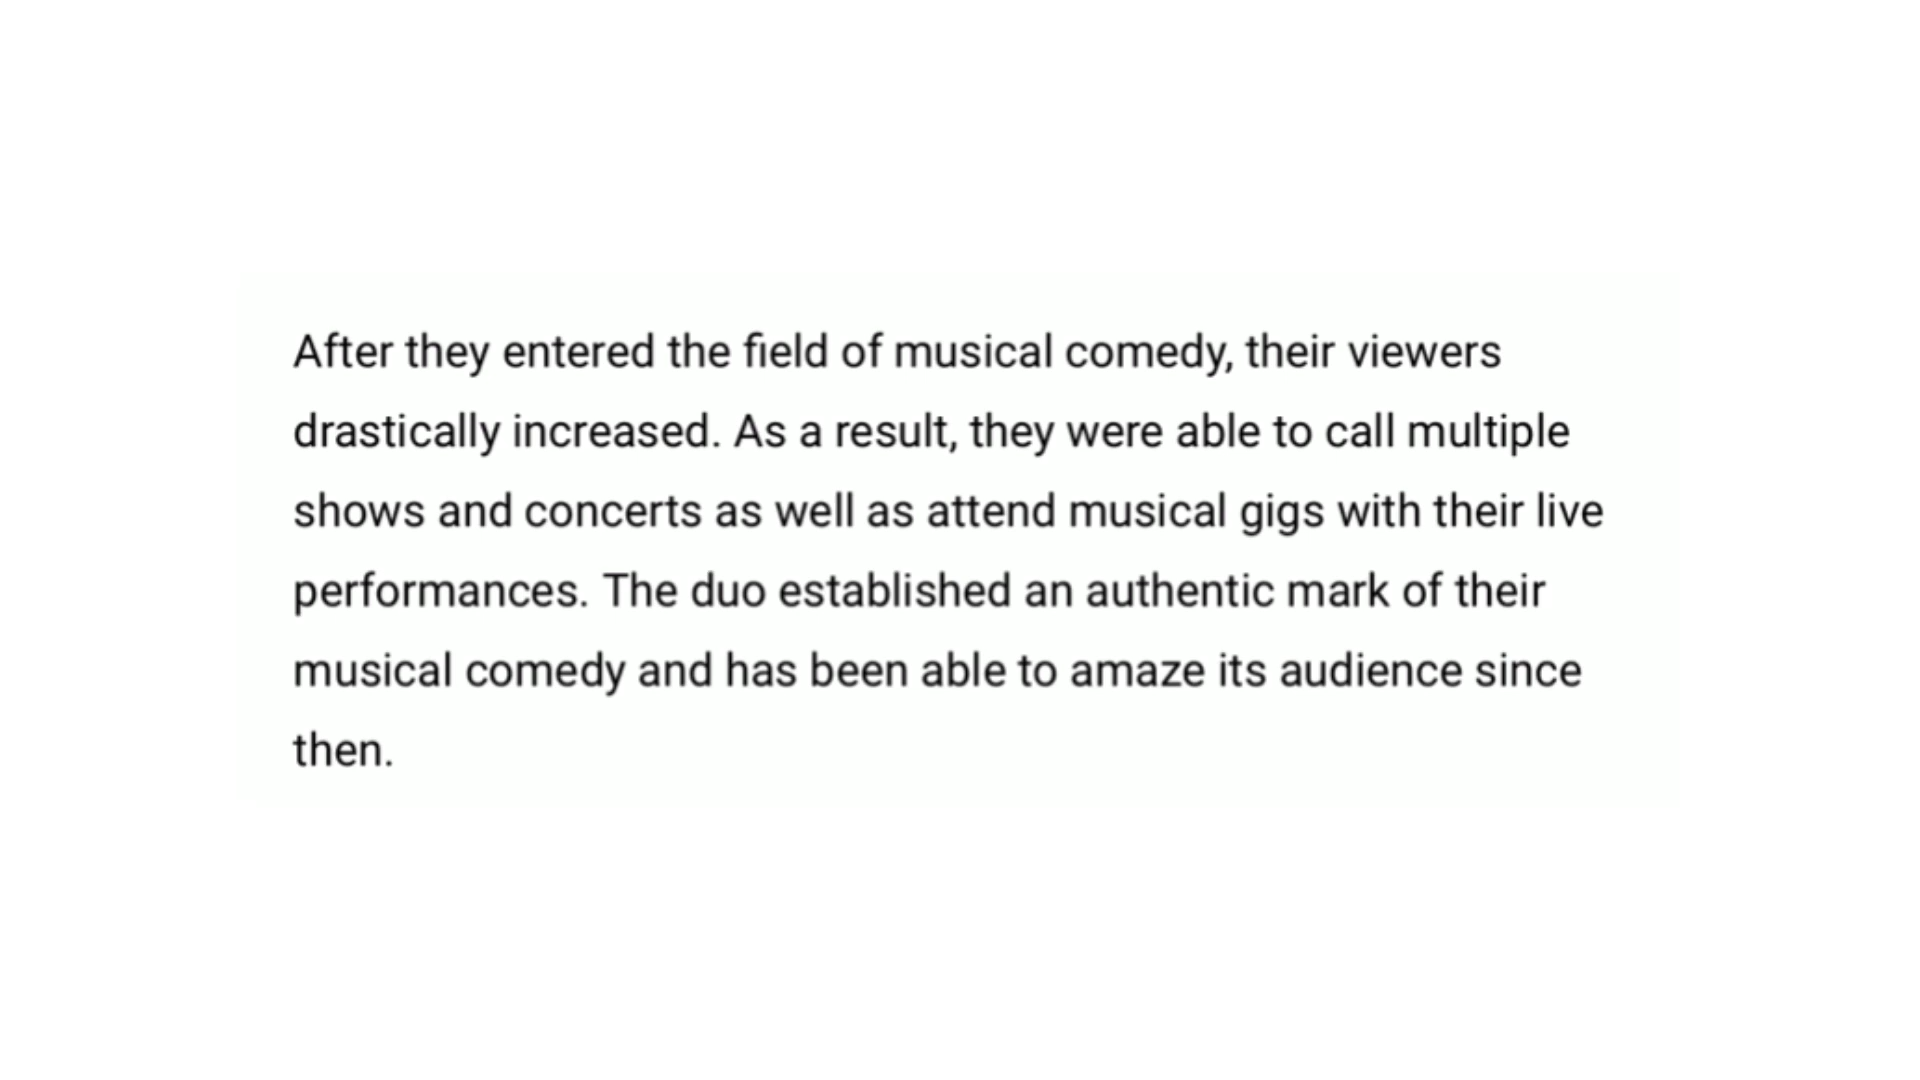 After they entered the field of musical comedy, their viewers
drastically increased. As a result, they were able to call multiple
shows and concerts as well as attend musical gigs with their live
performances. The duo established an authentic mark of their
musical comedy and has been able to amaze its audience since
then.